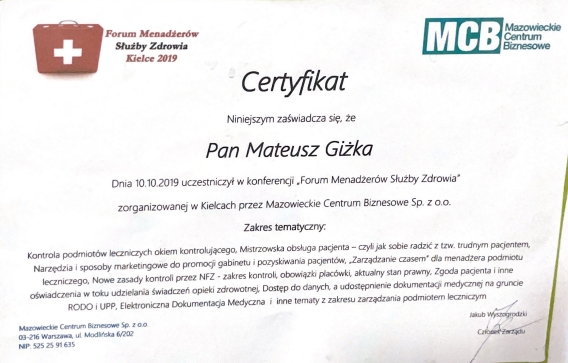 Forum Menadżerów
Służby Zdrowia
Kielce 2019
MCB Mazowieckie
Centrum
Biznesowe
Certyfikat
Niniejszym zaświadcza się, że
Pan Mateusz Giżka
Dnia 10.10.2019 uczestniczył w konferencji „Forum Menadżerów Służby Zdrowia"
zorganizowanej w Kielcach przez Mazowieckie Centrum Biznesowe Sp. z o.o.
Zakres tematyczny:
Kontrola podmiotów leczniczych okiem kontrolującego, Mistrzowska obsługa pacjenta – czyli jak sobie radzić z tzw. trudnym pacjentem,
Narzędzia i sposoby marketingowe do promocji gabinetu i pozyskiwania pacjentów, „Zarządzanie czasem" dla menadżera podmiotu
leczniczego, Nowe zasady kontroli przez NFZ - zakres kontroli, obowiązki placówki, aktualny stan prawny, Zgoda pacjenta i inne
oświadczenia w toku udzielania świadczeń opieki zdrowotnej, Dostęp do danych, a udostępnienie dokumentacji medycznej na gruncie
RODO i UPP, Elektroniczna Dokumentacja Medyczna i inne tematy z zakresu zarządzania podmiotem leczniczym
Jakub Wyszogrodzki
Członek Zarządu
Mazowieckie Centrum Biznesowe Sp. z o.o.
03-216 Warszawa, ul. Modlińska 6/202
NIP: 525 25 91 635